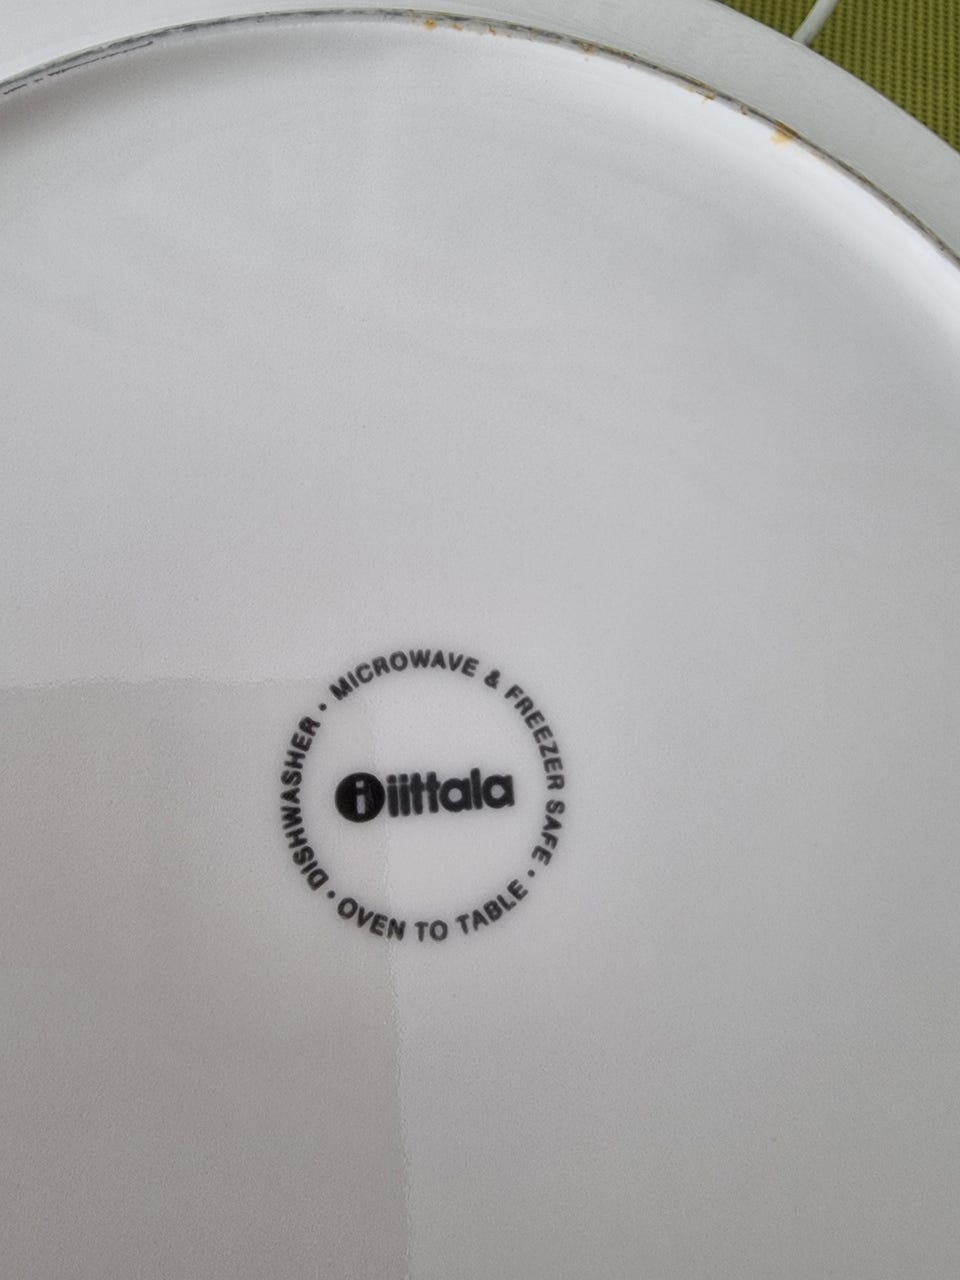 MICROWAVE & FREEZER SAFE · OVEN TO TABLE · DISHWASHER ·
i iittala